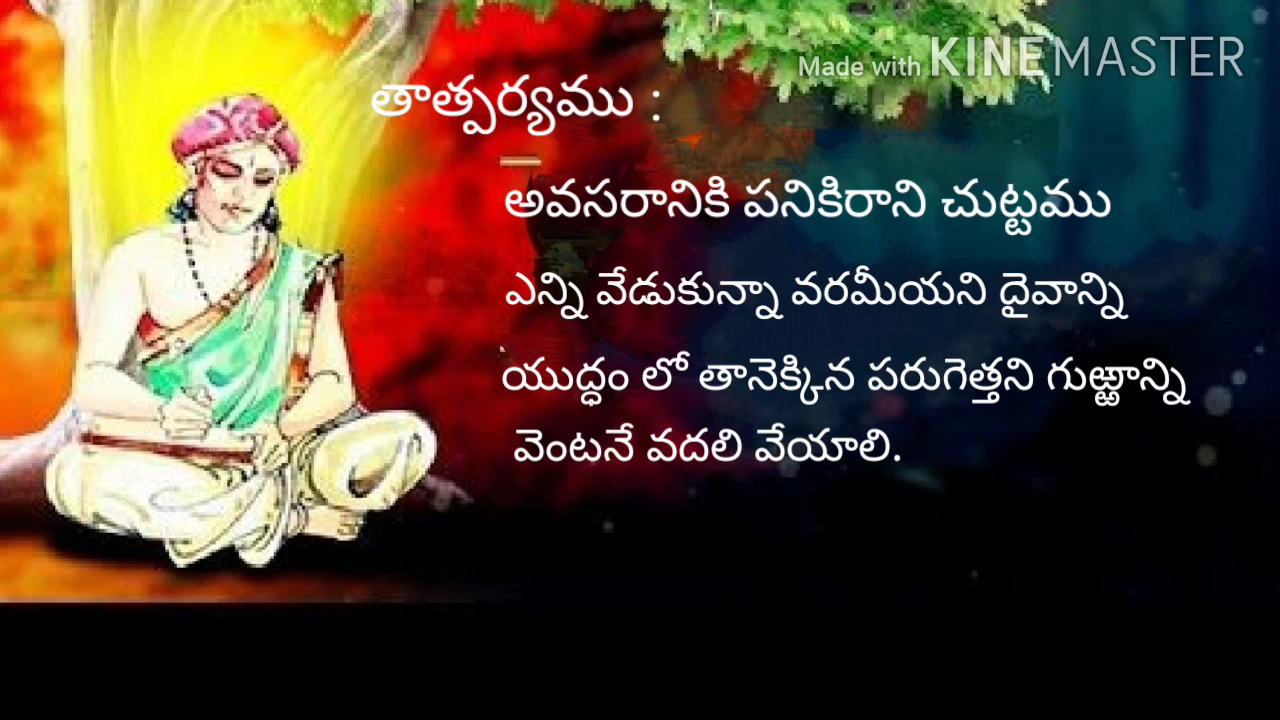 Made with KINEMASTER
తాత్పర్యము :
అవసరానికి పనికిరాని చుట్టము
ఎన్ని వేడుకున్నా వరమీయని దైవాన్ని
యుద్ధం లో తానెక్కిన పరుగెత్తని గుఱ్ఱాన్ని
వెంటనే వదలి వేయాలి.